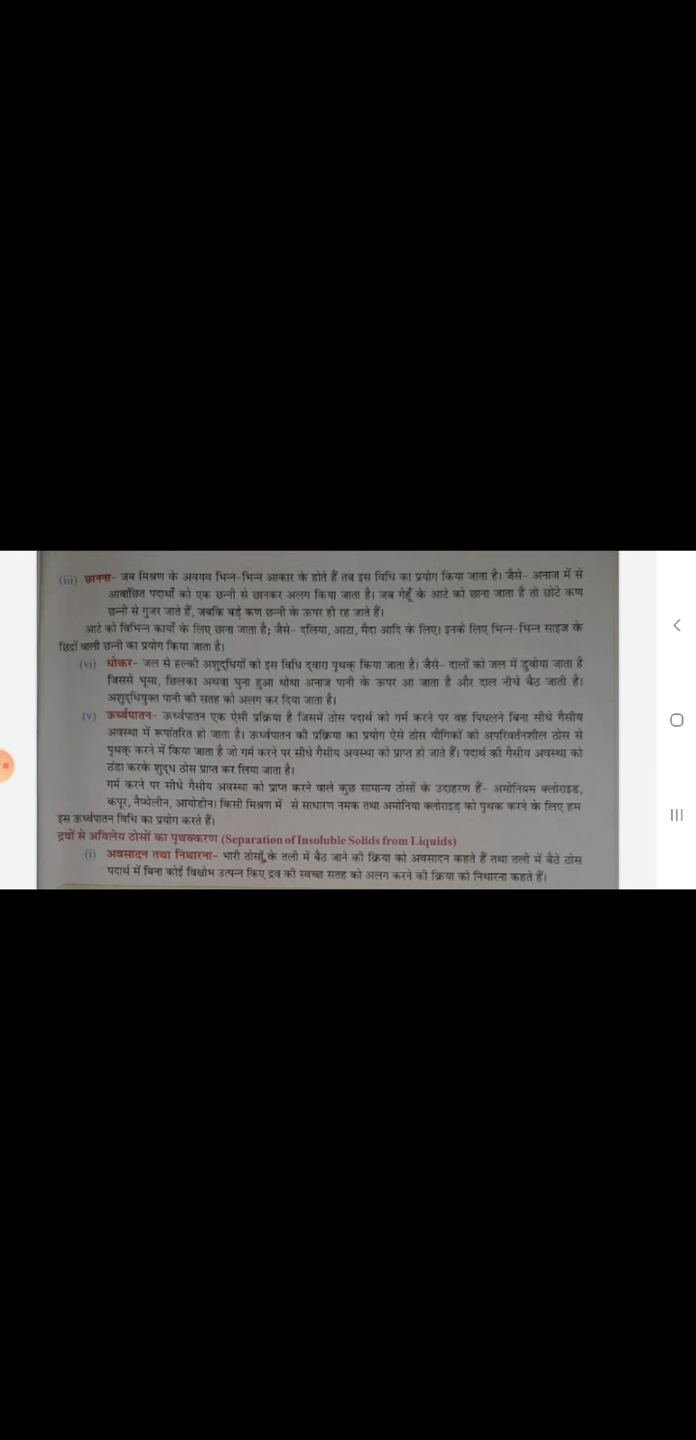 (iii) छानना- जब मिश्रण के अवयव भिन्न-भिन्न आकार के होते हैं तब इस विधि का प्रयोग किया जाता है। जैसे- अनाज में से
आवांछित पदार्थों को एक छन्नी से छानकर अलग किया जाता है। जब गेहूँ के आटे को छाना जाता है तो छोटे कण
छन्नी से गुजर जाते हैं, जबकि बड़े कण छन्नी के ऊपर ही रह जाते हैं।
आटे को विभिन्न कार्यों के लिए छाना जाता है; जैसे- दलिया, आटा, मैदा आदि के लिए। इनके लिए भिन्न-भिन्न साइज के
छिद्रों वाली छन्नी का प्रयोग किया जाता है।
(vi) धोकर- जल से हल्की अशुद्धियों को इस विधि द्वारा पृथक् किया जाता है। जैसे- दालों को जल में डुबोया जाता है
जिससे भूसा, छिलका अथवा घुना हुआ थोथा अनाज पानी के ऊपर आ जाता है और दाल नीचे बैठ जाती है।
अशुद्धियुक्त पानी की सतह को अलग कर दिया जाता है।
(v) ऊर्ध्वपातन- ऊर्ध्वपातन एक ऐसी प्रक्रिया है जिसमें ठोस पदार्थ को गर्म करने पर वह पिघलने बिना सीधे गैसीय
अवस्था में रूपांतरित हो जाता है। ऊर्ध्वपातन की प्रक्रिया का प्रयोग ऐसे ठोस यौगिकों को अपरिवर्तनशील ठोस से
पृथक् करने में किया जाता है जो गर्म करने पर सीधे गैसीय अवस्था को प्राप्त हो जाते हैं। पदार्थ की गैसीय अवस्था को
ठंडा करके शुद्ध ठोस प्राप्त कर लिया जाता है।
गर्म करने पर सीधे गैसीय अवस्था को प्राप्त करने वाले कुछ सामान्य ठोसों के उदाहरण हैं- अमोनियम क्लोराइड,
कपूर, नैफ्थेलीन, आयोडीन। किसी मिश्रण में से साधारण नमक तथा अमोनिया क्लोराइड को पृथक करने के लिए हम
इस ऊर्ध्वपातन विधि का प्रयोग करते हैं।
द्रवों से अविलेय ठोसों का पृथक्करण (Separation of Insoluble Solids from Liquids)
(i) अवसादन तथा निथारना- भारी ठोसों के तली में बैठ जाने की क्रिया को अवसादन कहते हैं तथा तली में बैठे ठोस
पदार्थ में बिना कोई विक्षोभ उत्पन्न किए द्रव की स्वच्छ सतह को अलग करने की क्रिया को निथारना कहते हैं।